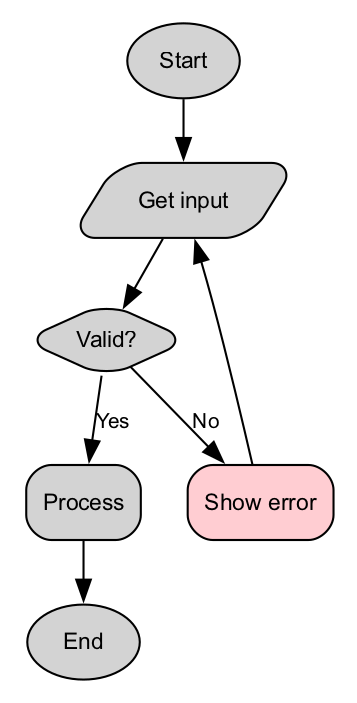 Start
Get input
Valid?
Yes
No
Process
Show error
End